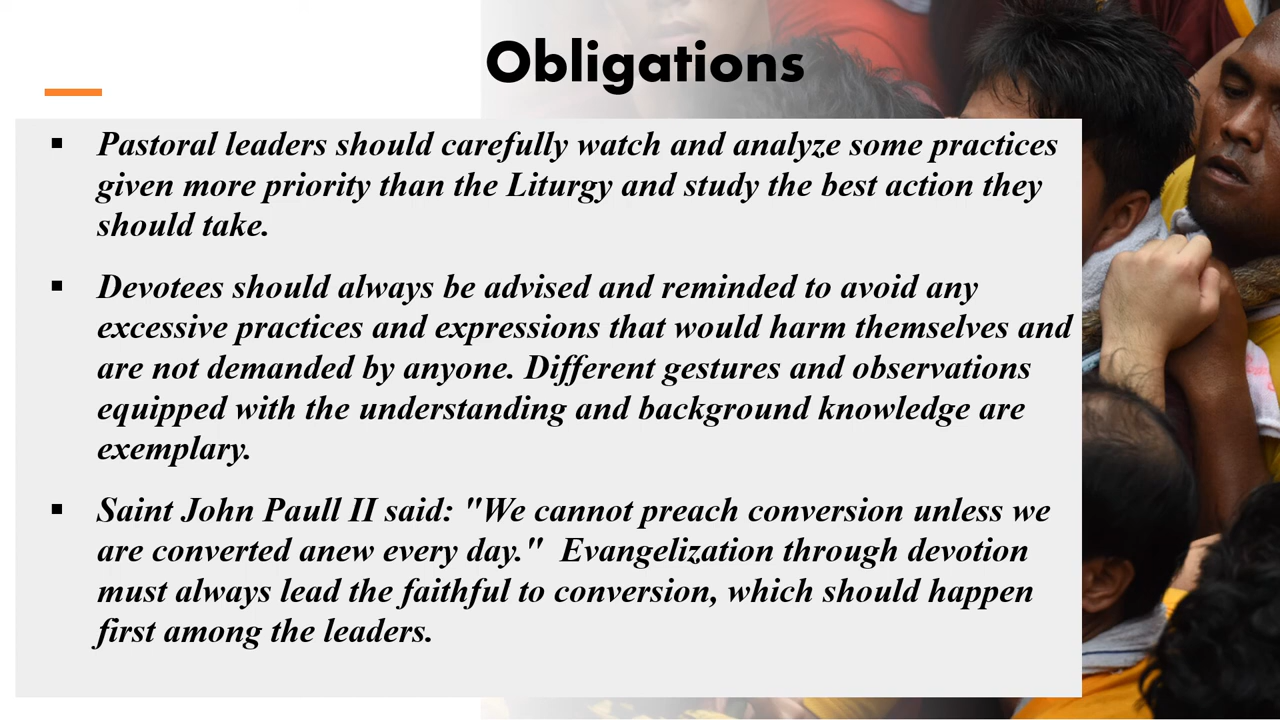 Obligations
▪ Pastoral leaders should carefully watch and analyze some practices
given more priority than the Liturgy and study the best action they
should take.
▪ Devotees should always be advised and reminded to avoid any
excessive practices and expressions that would harm themselves and
are not demanded by anyone. Different gestures and observations
equipped with the understanding and background knowledge are
exemplary.
▪ Saint John Paull II said: "We cannot preach conversion unless we
are converted anew every day."  Evangelization through devotion
must always lead the faithful to conversion, which should happen
first among the leaders.